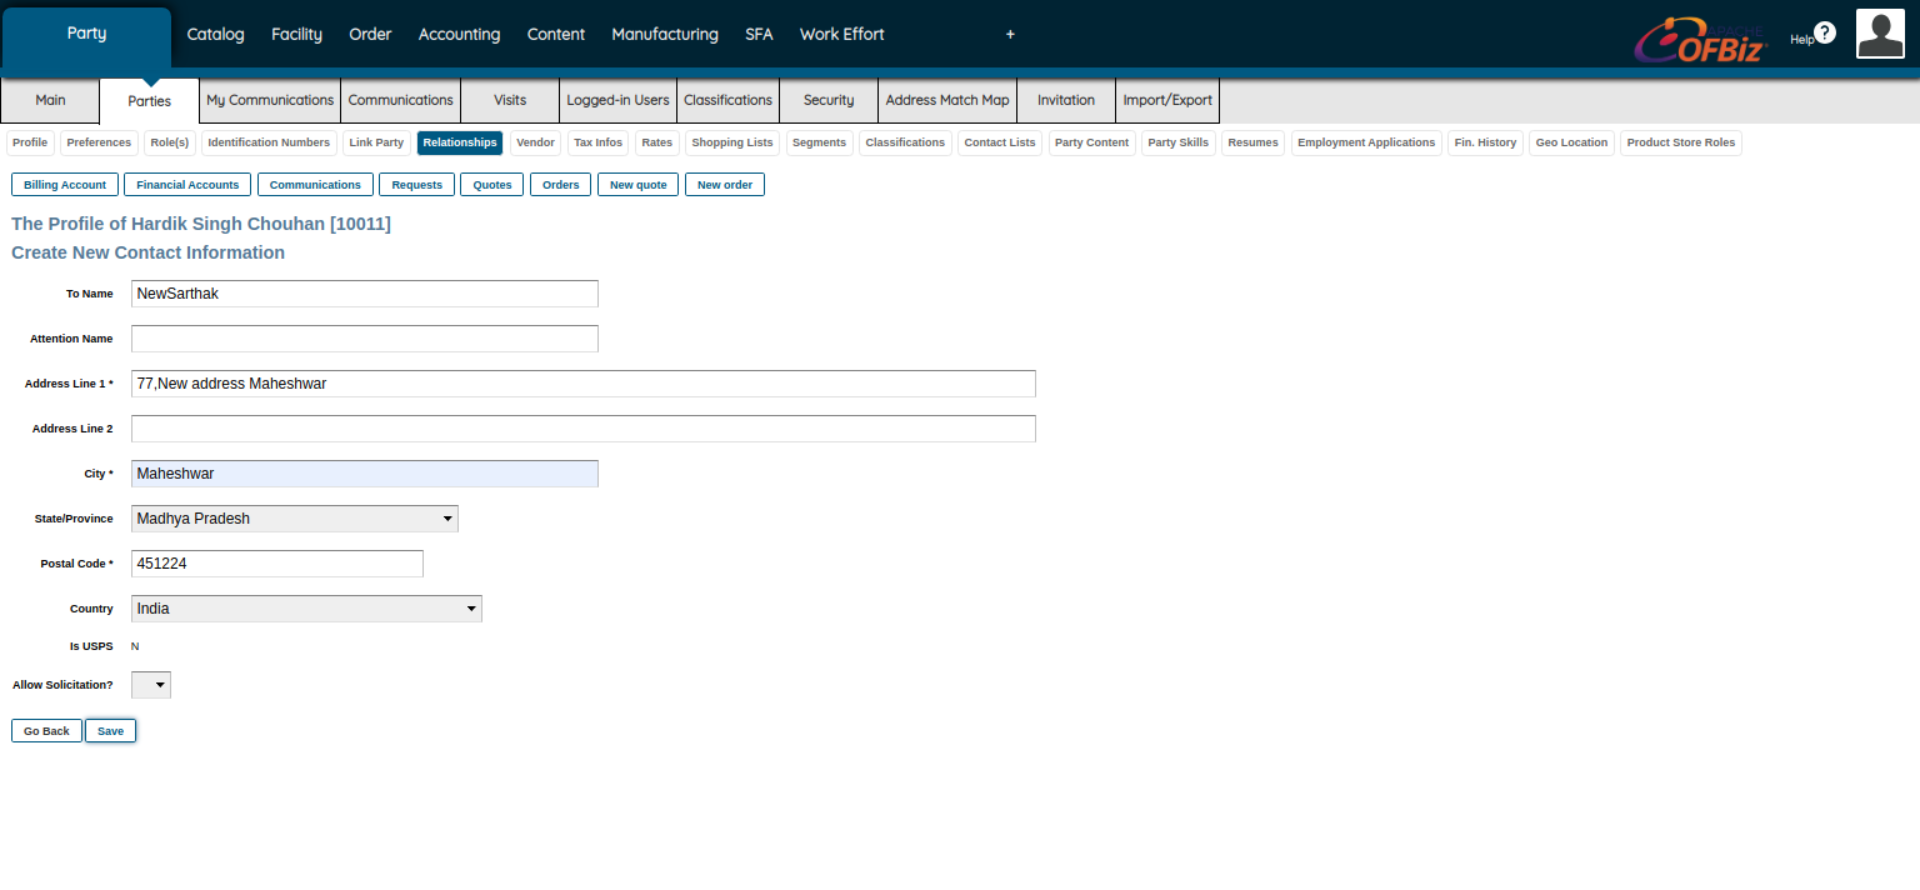 Party Catalog Facility Order Accounting Content Manufacturing SFA Work Effort + APACHE OFBiz Help ?
Main Parties My Communications Communications Visits Logged-in Users Classifications Security Address Match Map Invitation Import/Export
Profile Preferences Role(s) Identification Numbers Link Party Relationships Vendor Tax Infos Rates Shopping Lists Segments Classifications Contact Lists Party Content Party Skills Resumes Employment Applications Fin. History Geo Location Product Store Roles
Billing Account Financial Accounts Communications Requests Quotes Orders New quote New order
The Profile of Hardik Singh Chouhan [10011]
Create New Contact Information
To Name NewSarthak
Attention Name
Address Line 1 * 77,New address Maheshwar
Address Line 2
City * Maheshwar
State/Province Madhya Pradesh
Postal Code * 451224
Country India
Is USPS N
Allow Solicitation?
Go Back Save